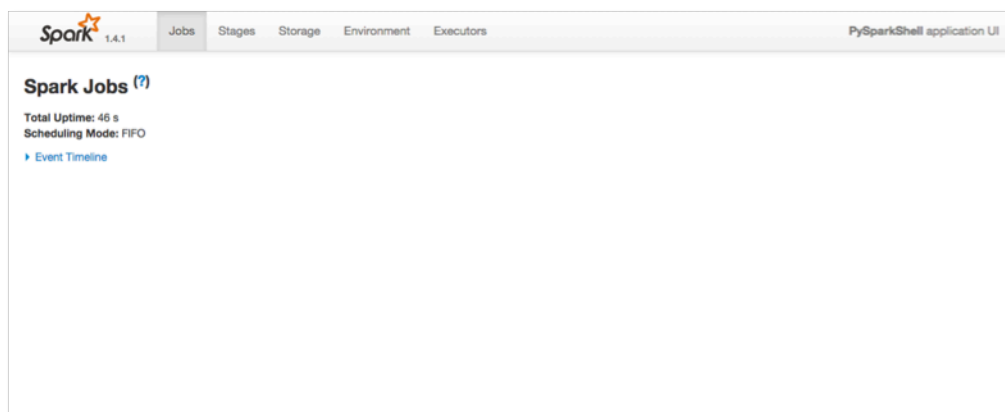 Spark 1.4.1 Jobs Stages Storage Environment Executors PySparkShell application UI
Spark Jobs (?)
Total Uptime: 46 s
Scheduling Mode: FIFO
Event Timeline